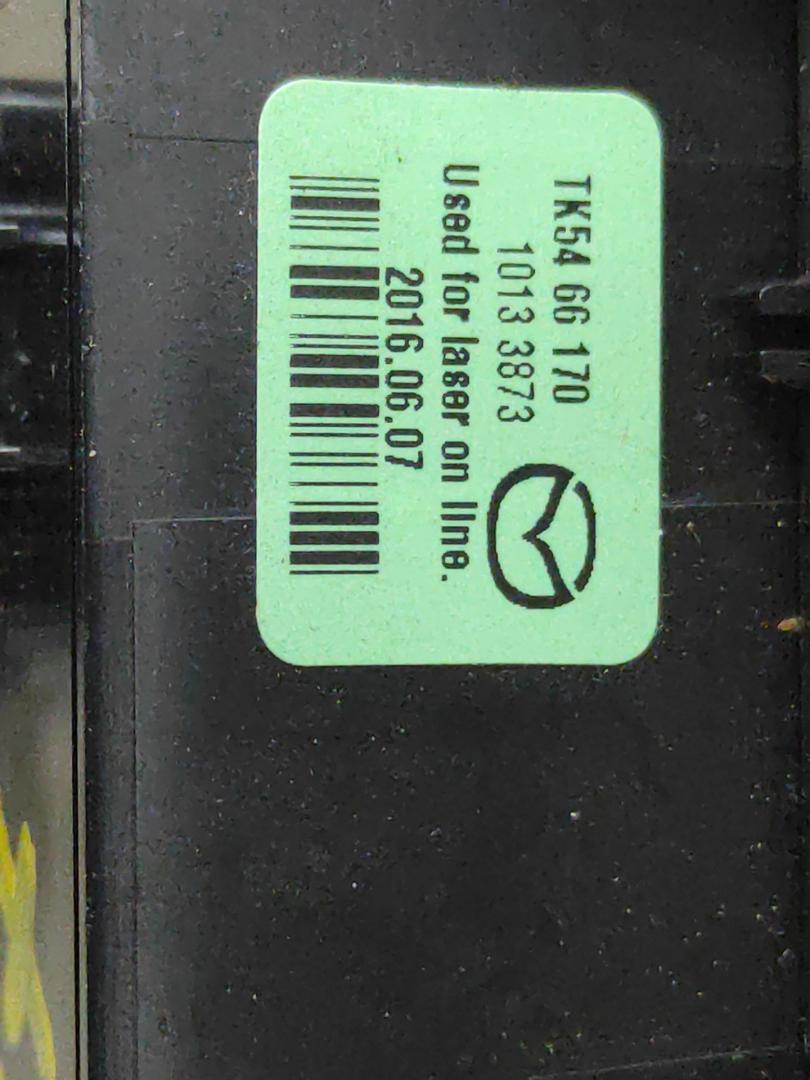 TK54 66 170
1013 3873
Used for laser on line.
2016.06.07